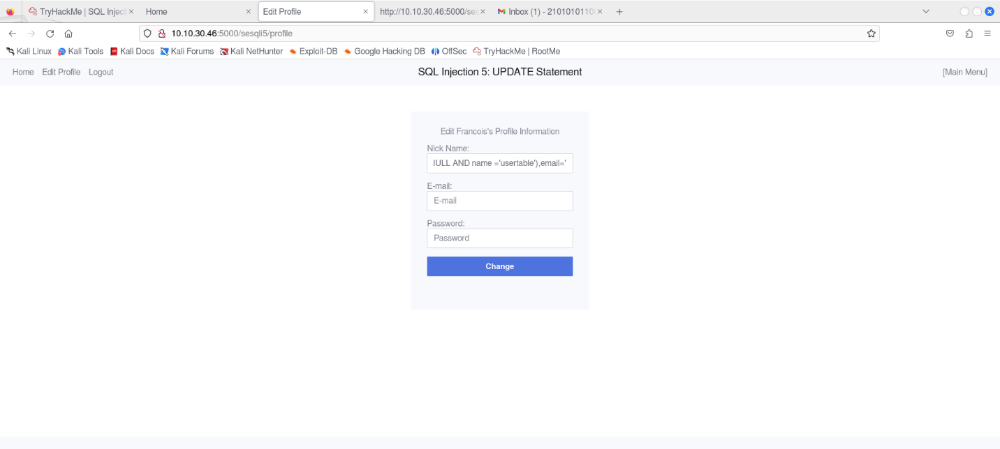 TryHackMe | SQL Inject Home Edit Profile http://10.10.30.46:5000/ses Inbox (1) - 2101010110
10.10.30.46:5000/sesqli5/profile
Kali Linux Kali Tools Kali Docs Kali Forums Kali NetHunter Exploit-DB Google Hacking DB OffSec TryHackMe | RootMe
Home Edit Profile Logout SQL Injection 5: UPDATE Statement [Main Menu]
Edit Francois's Profile Information
Nick Name:
IULL AND name ='usertable'),email='
E-mail:
E-mail
Password:
Password
Change